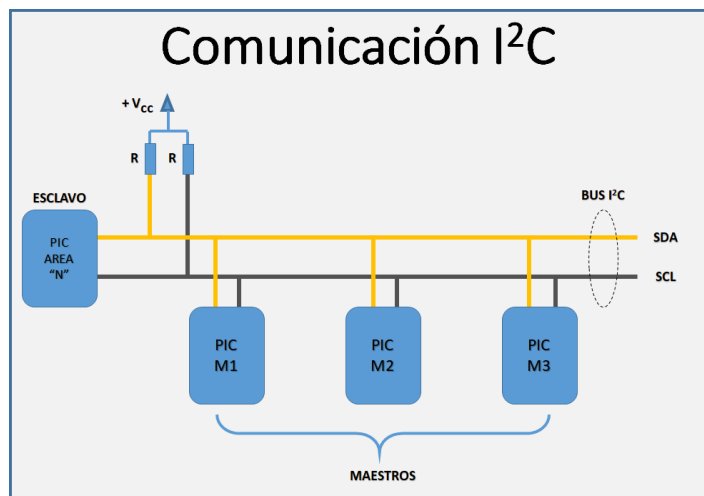 Comunicación I²C
+ Vcc
R R
ESCLAVO
BUS I²C
PIC
AREA
"N"
SDA
SCL
PIC
M1
PIC
M2
PIC
M3
MAESTROS